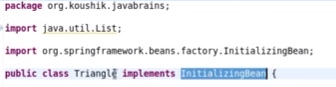 package org.koushik.javabrains;
import java.util.List;
import org.springframework.beans.factory.InitializingBean;
public class Triangle implements InitializingBean {